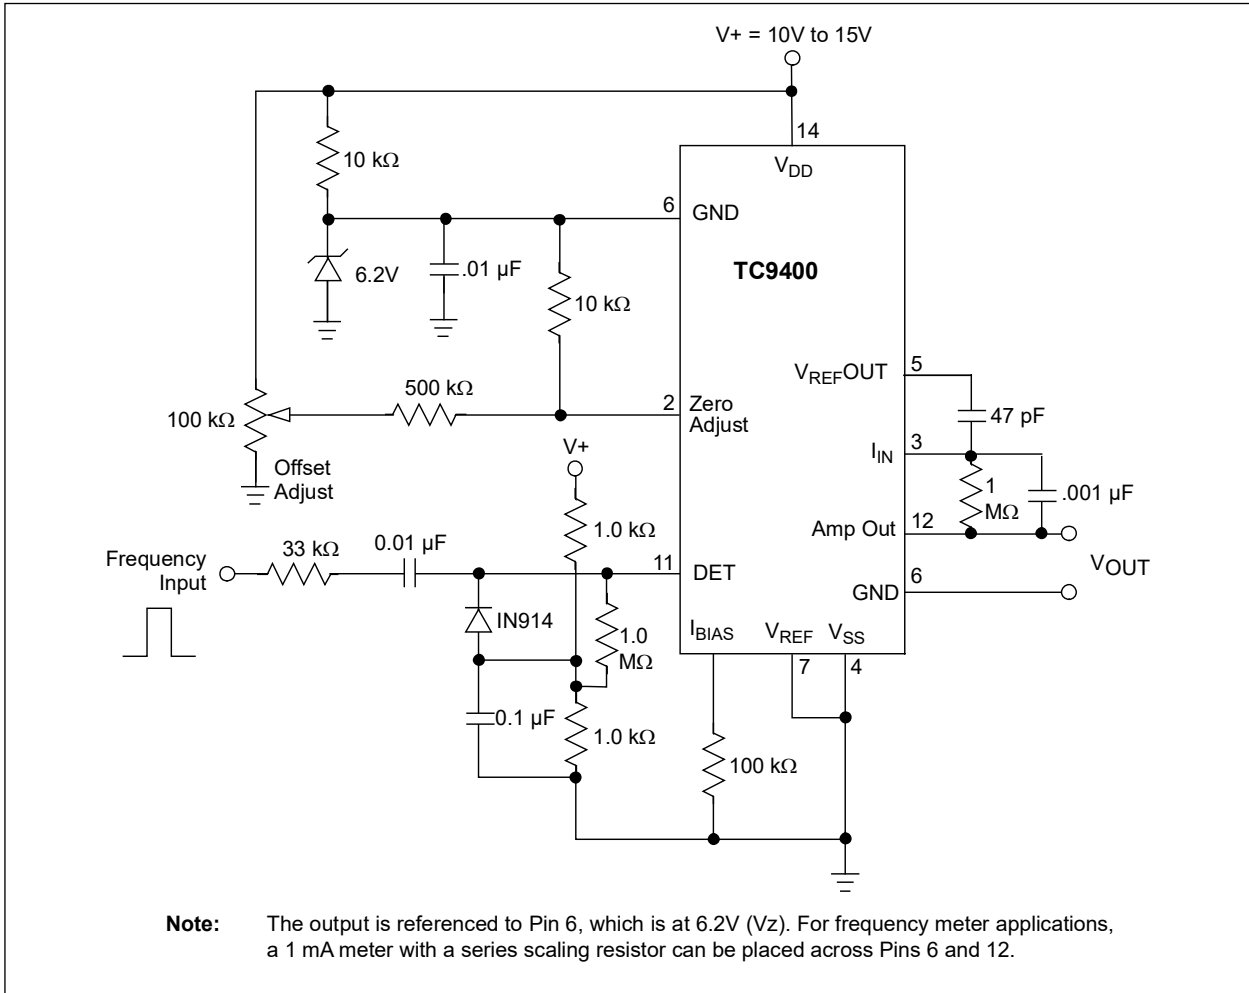 V+ = 10V to 15V
14
VDD
10 kΩ
6
GND
TC9400
6.2V
.01 µF
10 kΩ
5
VREFOUT
500 kΩ
47 pF
2
Zero
Adjust
100 kΩ
3
IIN
V+
Offset
Adjust
1
MΩ
.001 µF
1.0 kΩ
12
Amp Out
Frequency
Input
33 kΩ
0.01 µF
11
DET
VOUT
6
GND
IN914
1.0
MΩ
IBIAS
VREF
VSS
7
4
0.1 µF
1.0 kΩ
100 kΩ
Note: The output is referenced to Pin 6, which is at 6.2V (Vz). For frequency meter applications,
a 1 mA meter with a series scaling resistor can be placed across Pins 6 and 12.